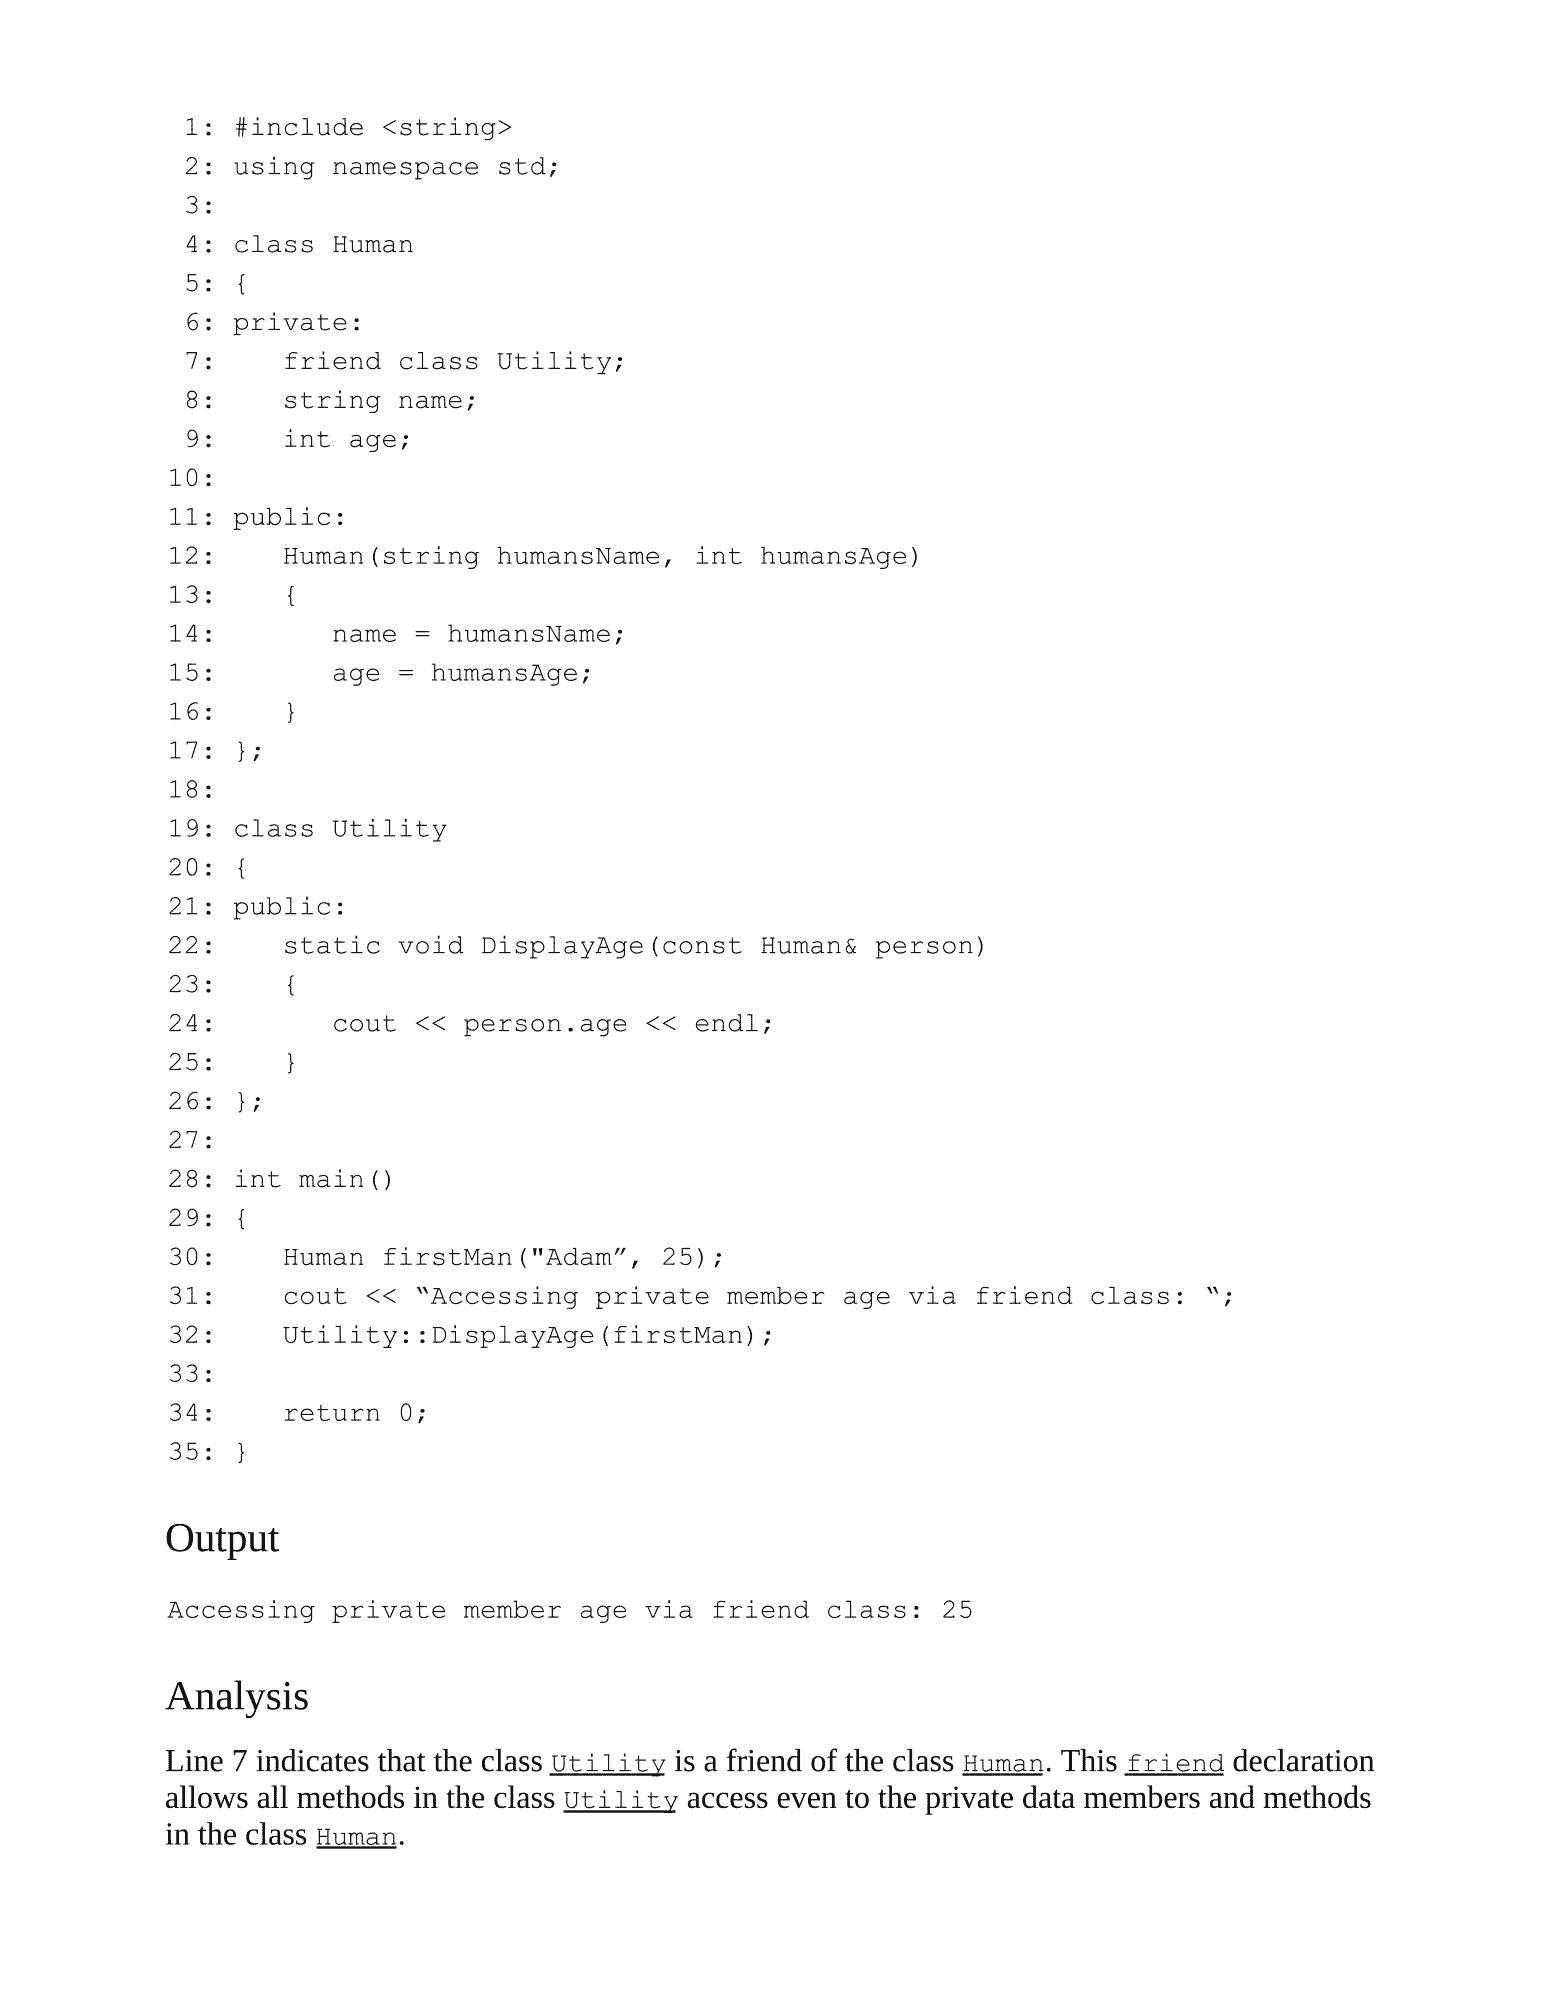 1: #include <string>
 2: using namespace std;
 3:
 4: class Human
 5: {
 6: private:
 7:    friend class Utility;
 8:    string name;
 9:    int age;
10:
11: public:
12:    Human(string humansName, int humansAge)
13:    {
14:       name = humansName;
15:       age = humansAge;
16:    }
17: };
18:
19: class Utility
20: {
21: public:
22:    static void DisplayAge(const Human& person)
23:    {
24:       cout << person.age << endl;
25:    }
26: };
27:
28: int main()
29: {
30:    Human firstMan("Adam”, 25);
31:    cout << “Accessing private member age via friend class: “;
32:    Utility::DisplayAge(firstMan);
33:
34:    return 0;
35: }
Output
Accessing private member age via friend class: 25
Analysis
Line 7 indicates that the class Utility is a friend of the class Human. This friend declaration
allows all methods in the class Utility access even to the private data members and methods
in the class Human.